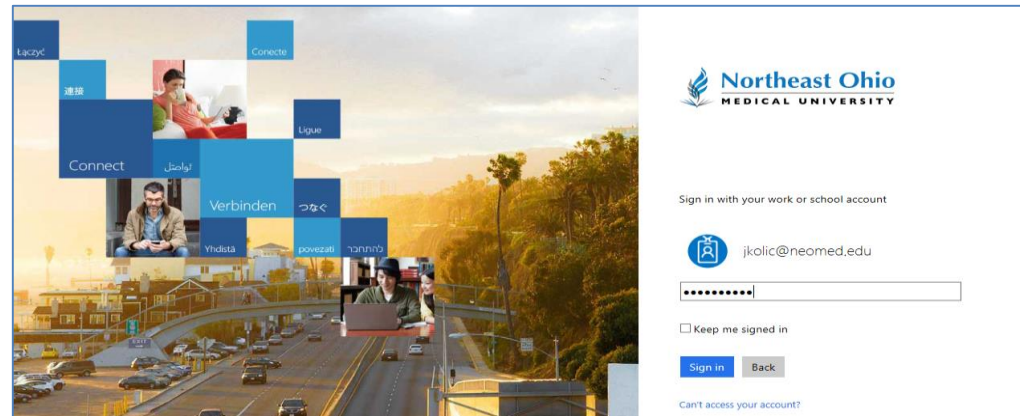 Łączyć
Conecte
連接
Ligue
Connect
تواصل
Verbinden
つなぐ
Yhdistä
povezati
להתחבר
EXIT
Northeast Ohio
MEDICAL UNIVERSITY
Sign in with your work or school account
jkolic@neomed.edu
••••••••••
Keep me signed in
Sign in
Back
Can't access your account?